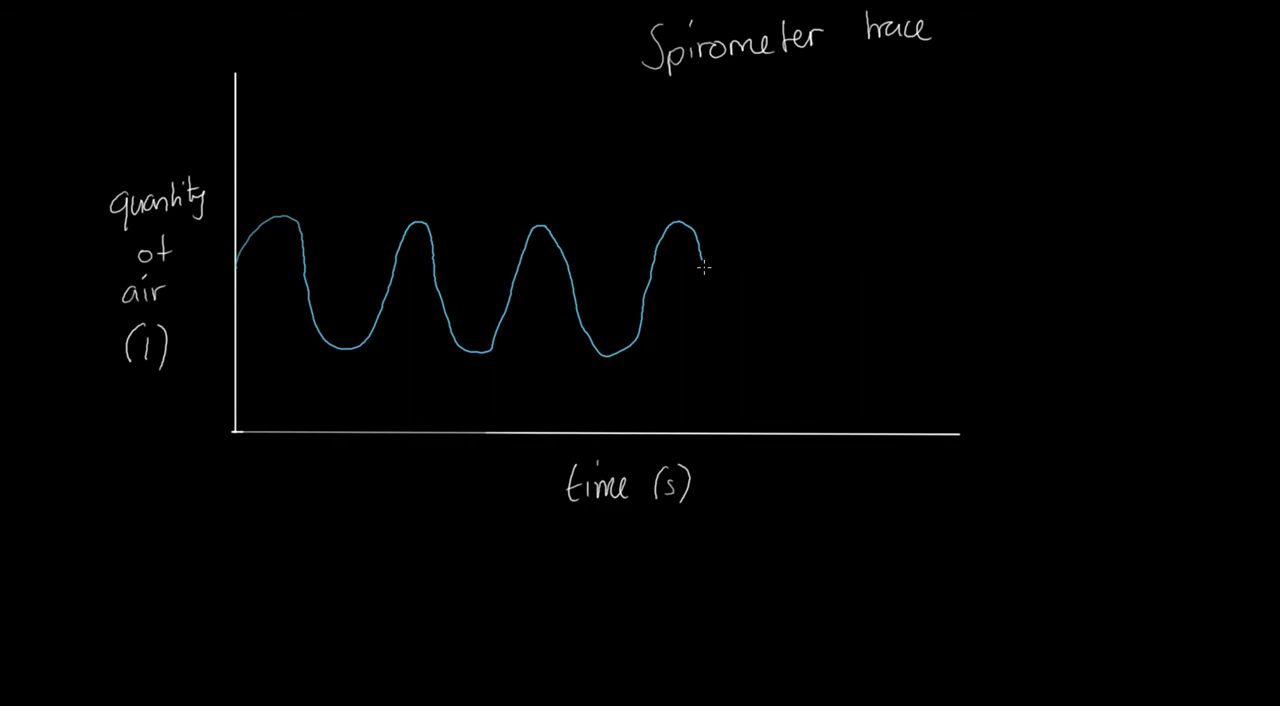 Spirometer trace
quantity
of
air
(l)
time (s)